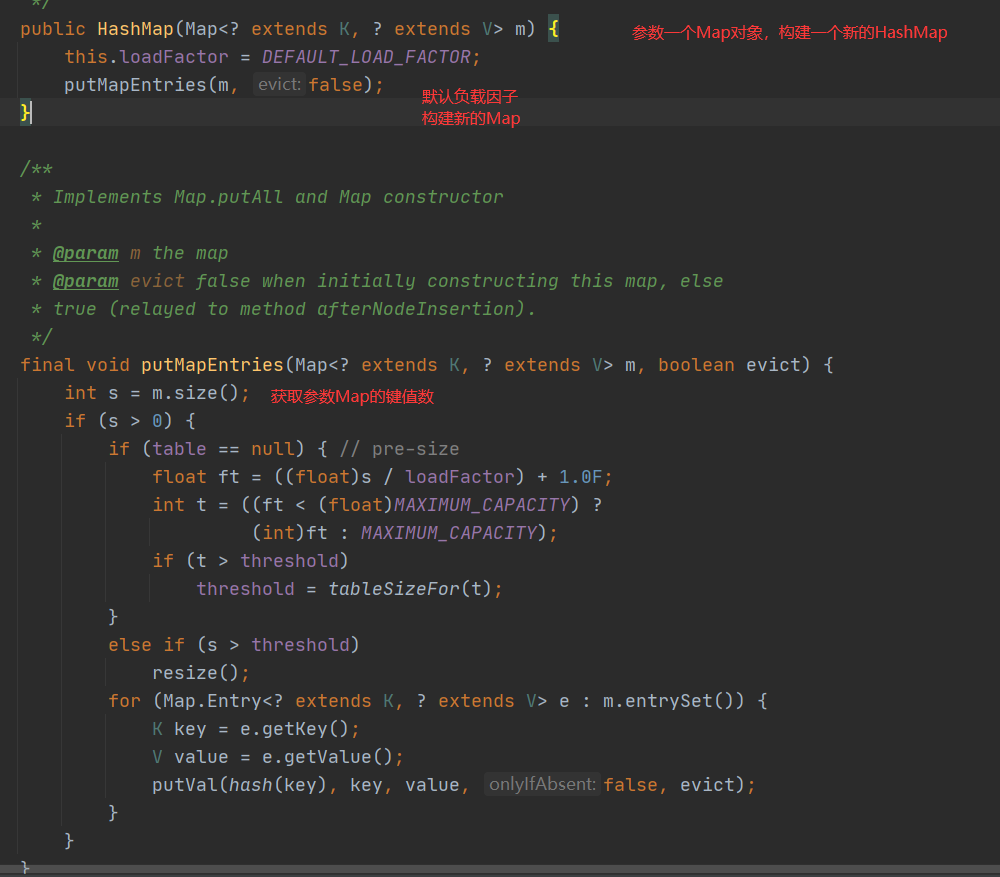 */
public HashMap(Map<? extends K, ? extends V> m) { 参数一个Map对象，构建一个新的HashMap
this.loadFactor = DEFAULT_LOAD_FACTOR;
putMapEntries(m, evict: false);
默认负载因子
}
构建新的Map
/**
* Implements Map.putAll and Map constructor
*
* @param m the map
* @param evict false when initially constructing this map, else
* true (relayed to method afterNodeInsertion).
*/
final void putMapEntries(Map<? extends K, ? extends V> m, boolean evict) {
int s = m.size(); 获取参数Map的键值数
if (s > 0) {
if (table == null) { // pre-size
float ft = ((float)s / loadFactor) + 1.0F;
int t = ((ft < (float)MAXIMUM_CAPACITY) ?
(int)ft : MAXIMUM_CAPACITY);
if (t > threshold)
threshold = tableSizeFor(t);
}
else if (s > threshold)
resize();
for (Map.Entry<? extends K, ? extends V> e : m.entrySet()) {
K key = e.getKey();
V value = e.getValue();
putVal(hash(key), key, value, onlyIfAbsent: false, evict);
}
}
}